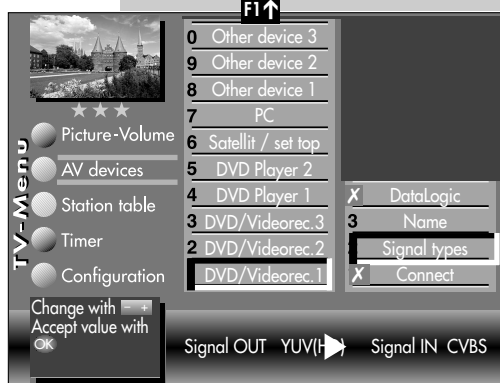 F1↑
0 Other device 3
9 Other device 2
8 Other device 1
7 PC
6 Satellit / set top
5 DVD Player 2
4 DVD Player 1
3 DVD/Videorec.3
2 DVD/Videorec.2
DVD/Videorec.1
TV-Menu
Picture-Volume
AV devices
Station table
Timer
Configuration
✗ DataLogic
3 Name
Signal types
✗ Connect
Change with - +
Accept value with
OK
Signal OUT YUV(H ) Signal IN CVBS